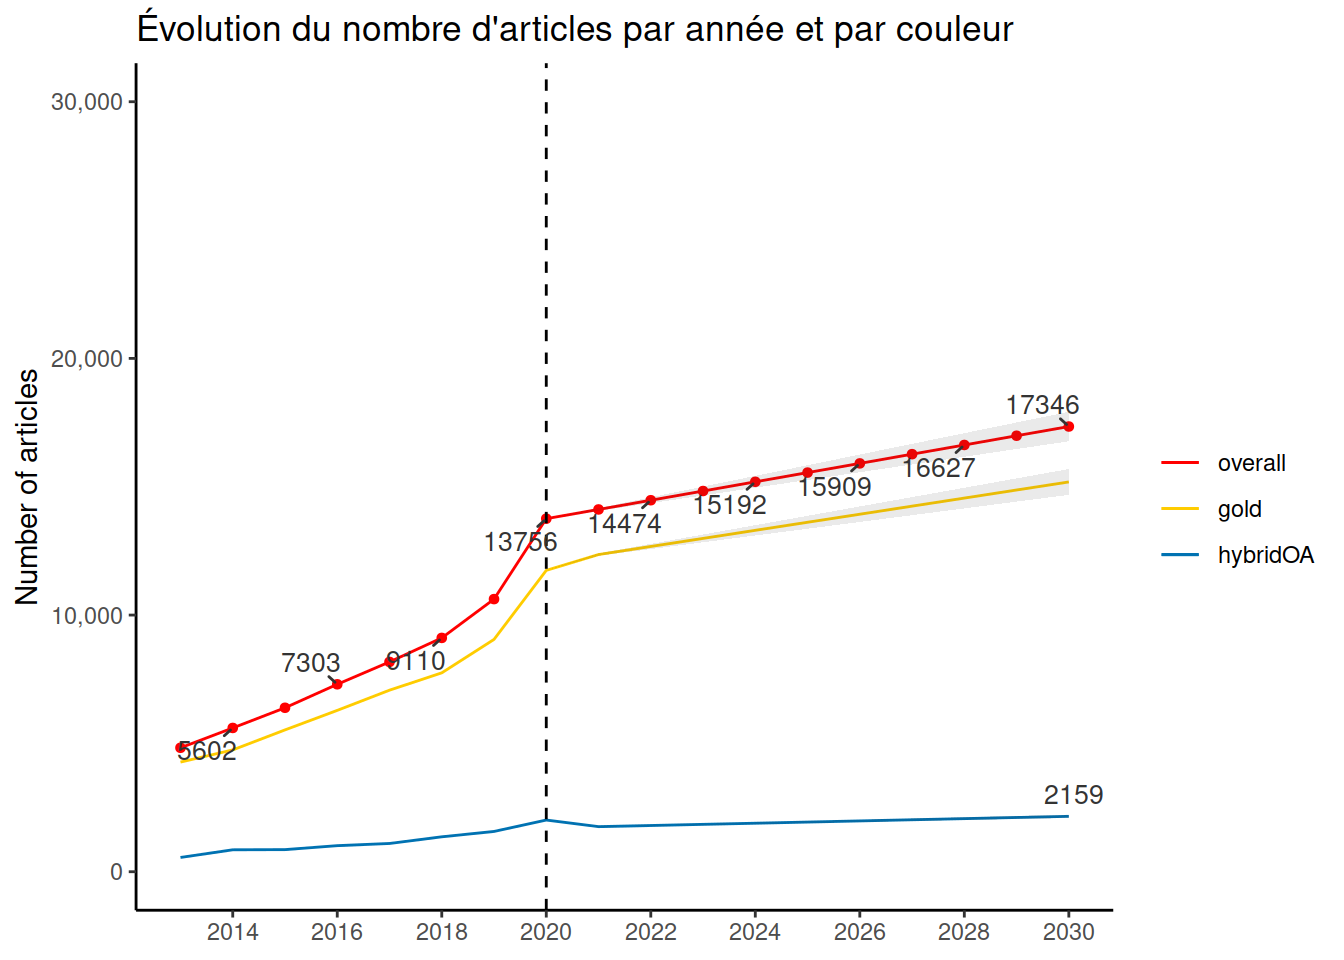 Évolution du nombre d'articles par année et par couleur
30,000
20,000
10,000
0
Number of articles
5602
7303
9110
13756
14474
15192
15909
16627
17346
2159
2014 2016 2018 2020 2022 2024 2026 2028 2030
overall
gold
hybridOA